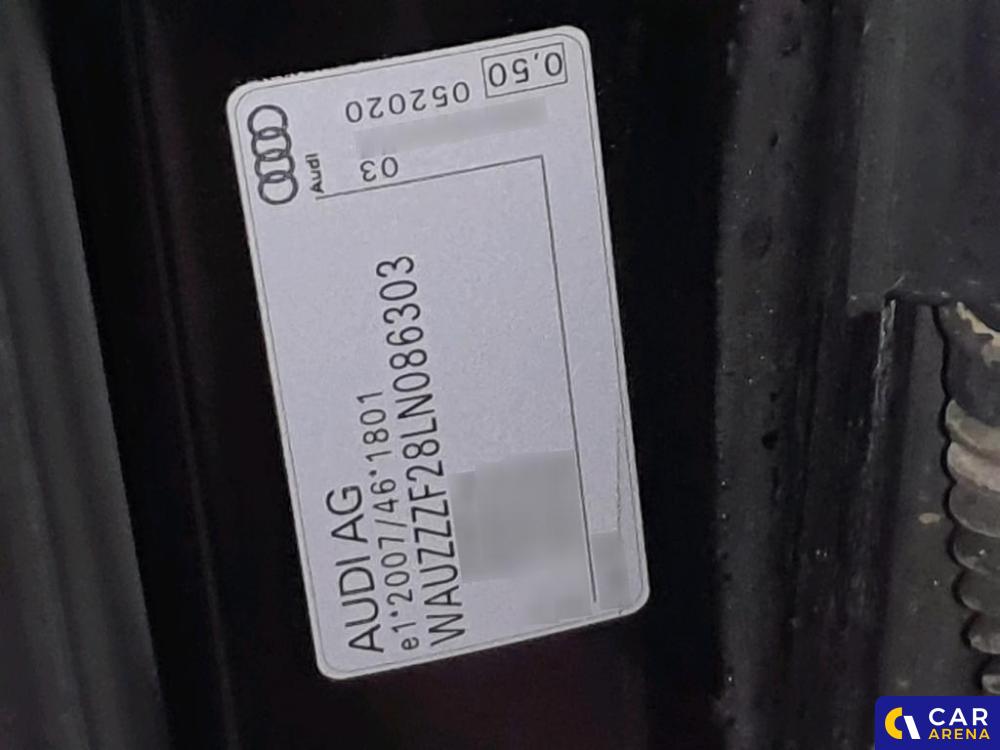 AUDI AG
e1*2007/46*1801
WAUZZZF28LN086303
Audi
03
052020
0,50
CAR
ARENA